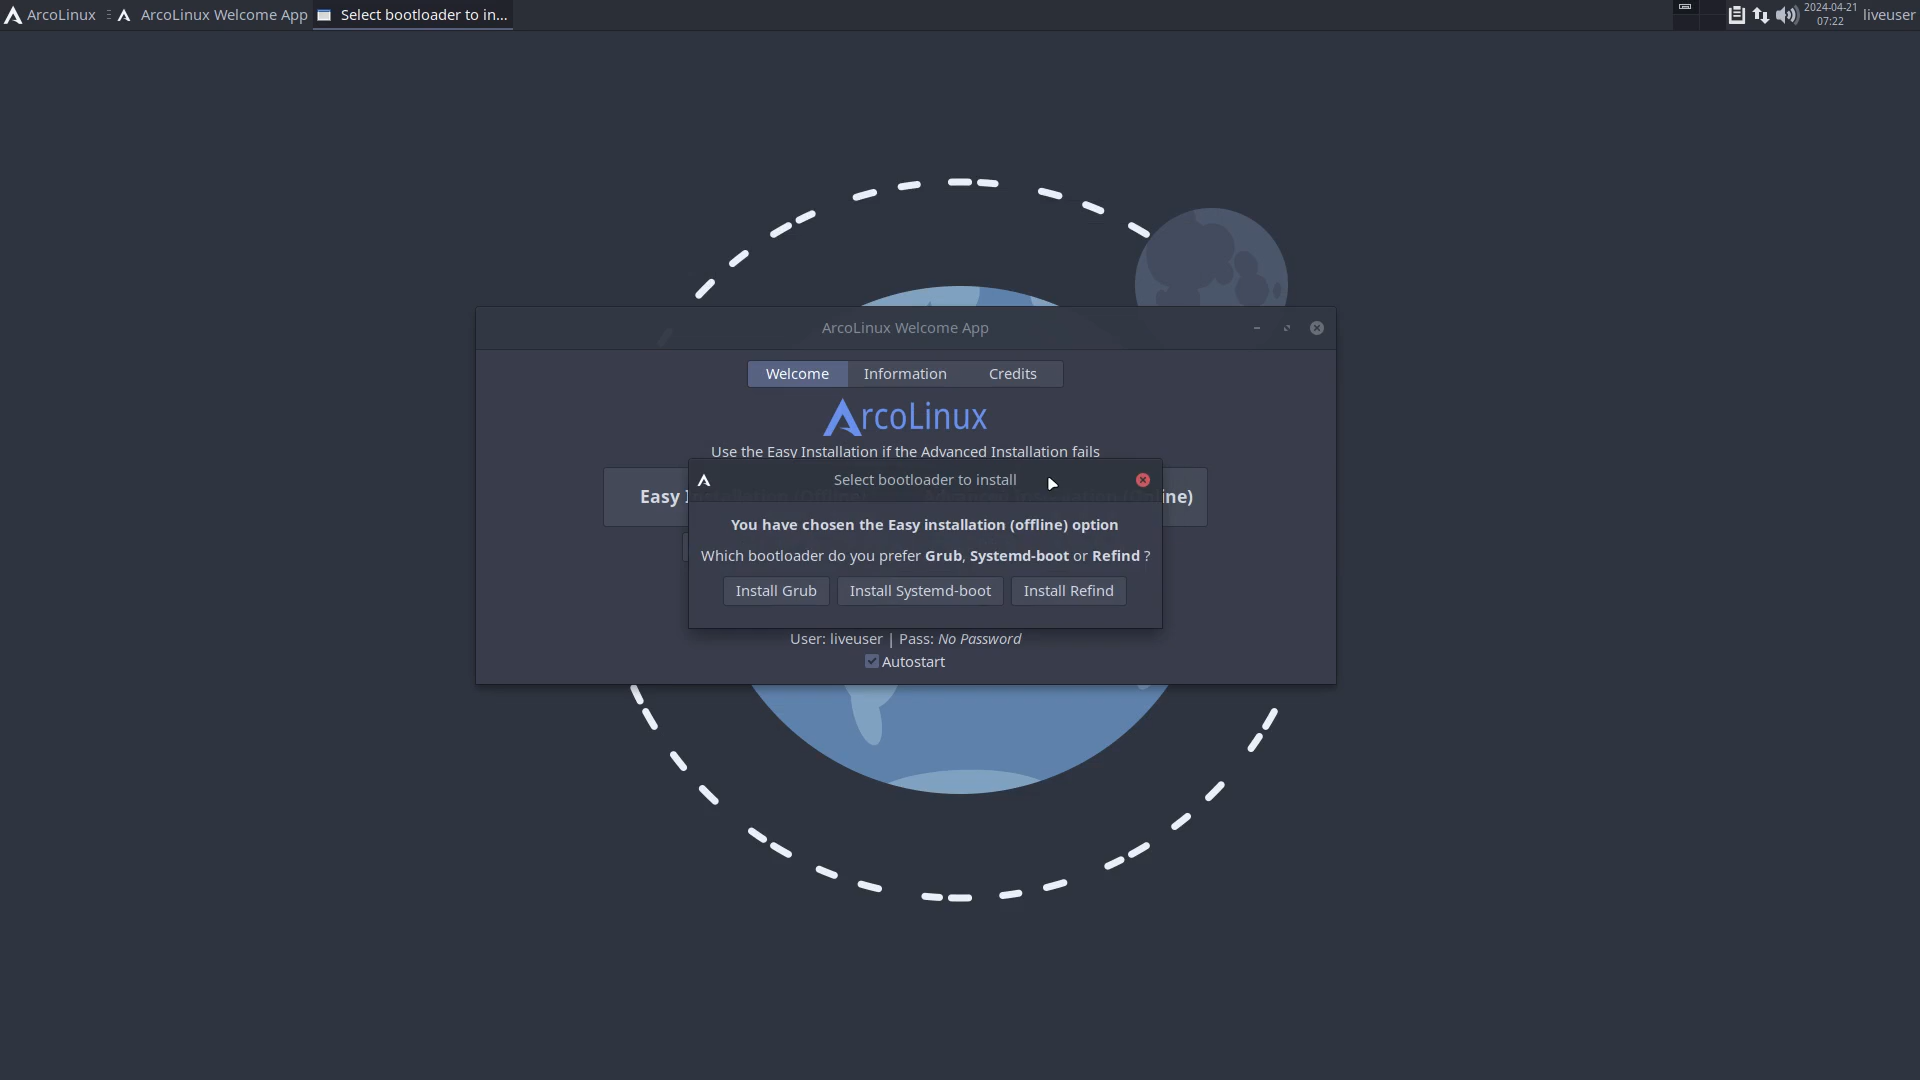 ArcoLinux
ArcoLinux Welcome App
Select bootloader to in...
2024-04-21
07:22
liveuser
ArcoLinux Welcome App
Welcome
Information
Credits
ArcoLinux
Use the Easy Installation if the Advanced Installation fails
Select bootloader to install
Easy
ine)
You have chosen the Easy installation (offline) option
Which bootloader do you prefer Grub, Systemd-boot or Refind ?
Install Grub
Install Systemd-boot
Install Refind
User: liveuser | Pass: No Password
Autostart